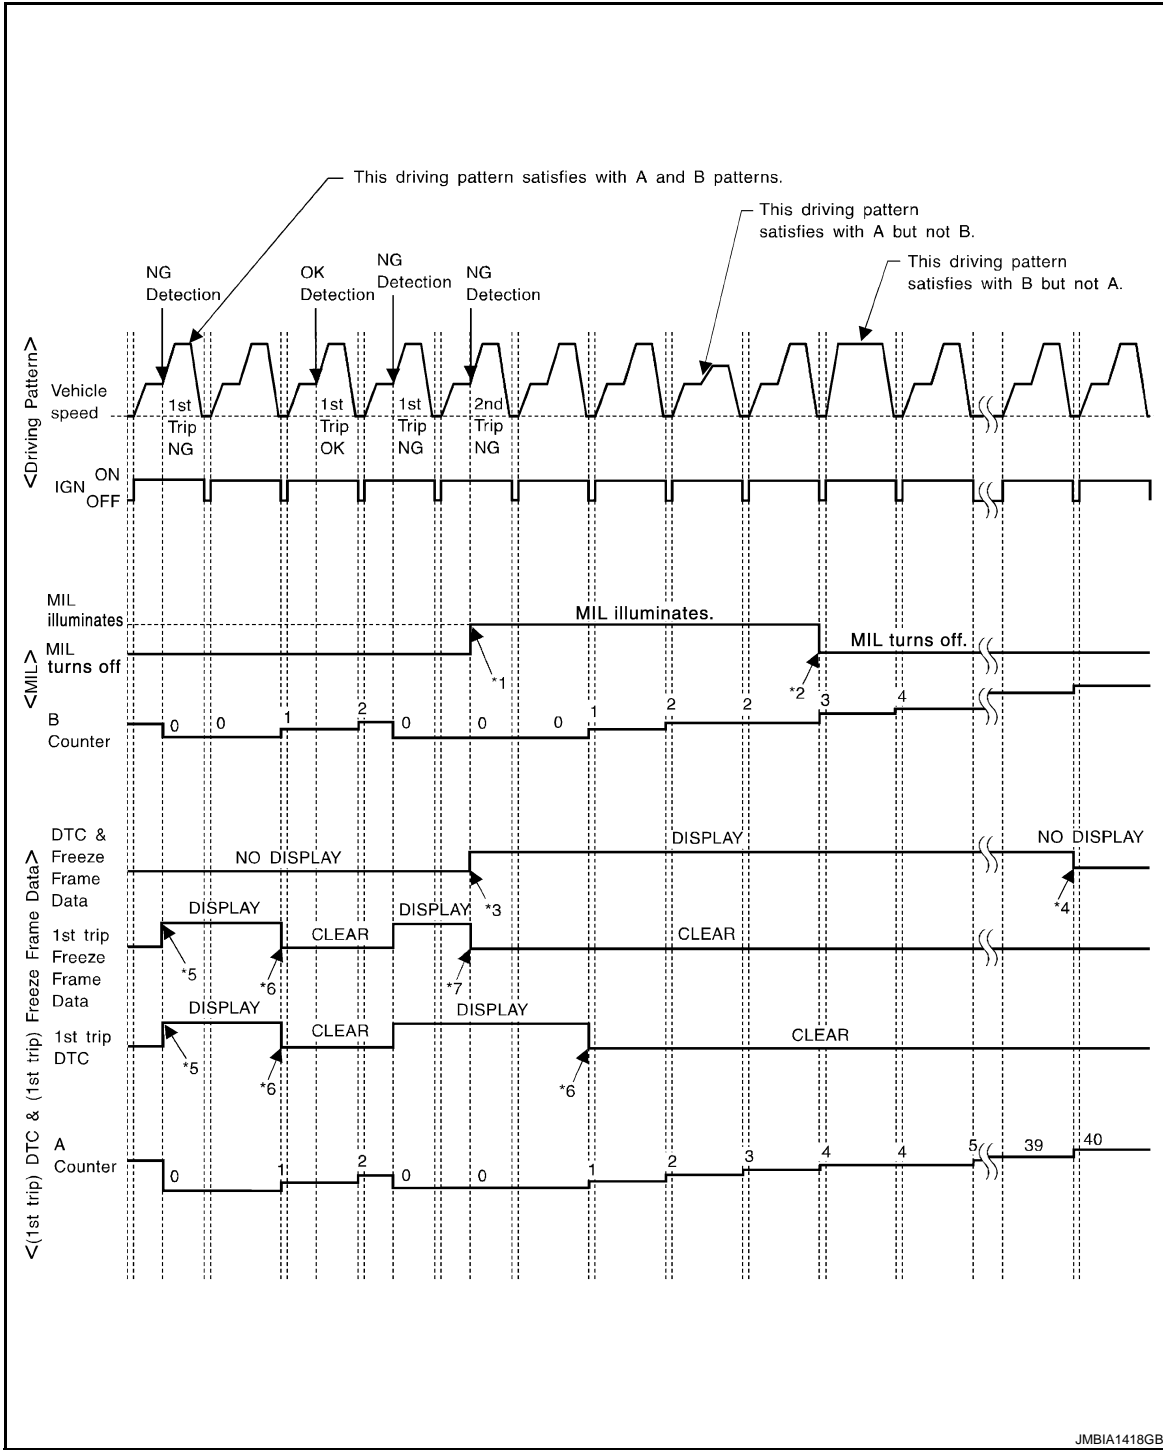 This driving pattern satisfies with A and B patterns.
This driving pattern
satisfies with A but not B.
This driving pattern
satisfies with B but not A.
NG
Detection
OK
Detection
NG
Detection
NG
Detection
<Driving Pattern>
Vehicle
speed
1st
Trip
NG
1st
Trip
OK
1st
Trip
NG
2nd
Trip
NG
IGN
ON
OFF
<MIL>
MIL
illuminates
MIL illuminates.
MIL
turns off
MIL turns off.
*1
*2
B
Counter
0 0 1 2 0 0 0 1 2 2 3 4
<(1st trip) DTC & (1st trip) Freeze Frame Data>
DTC &
Freeze
Frame
Data
NO DISPLAY
DISPLAY
NO DISPLAY
*3
*4
1st trip
Freeze
Frame
Data
DISPLAY
CLEAR
DISPLAY
CLEAR
*5
*6
*7
1st trip
DTC
DISPLAY
CLEAR
DISPLAY
CLEAR
*5
*6
*6
A
Counter
0 1 2 0 0 1 2 3 4 4 5 39 40
JMBIA1418GB